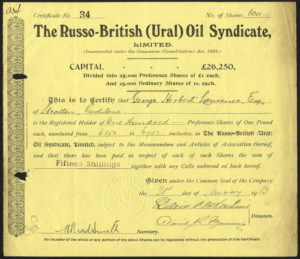 Certificate No. 34 No. of Shares 100
The Russo-British (Ural) Oil Syndicate,
LIMITED.
(Incorporated under the Companies (Consolidation) Act, 1908.)
CAPITAL £26,250,
Divided into 25,000 Preference Shares of £1 each,
And 25,000 Ordinary Shares of 1s. each.
This is to Certify that George Herbert Lawrance Esq.,
of Godstone
is the Registered Holder of One Hundred Preference Shares of One Pound
each, numbered from to inclusive, in The Russo-British (Ural)
Oil Syndicate, Limited, subject to the Memorandum and Articles of Association thereof,
and that there has been paid in respect of each of such Shares the sum of
Fifteen Shillings together with any Calls endorsed on back hereof.
GIVEN under the Common Seal of the Company
the day of January
Directors.
Secretary.
No transfer of the whole or any portion of the above Shares can be registered without the production of this Certificate.